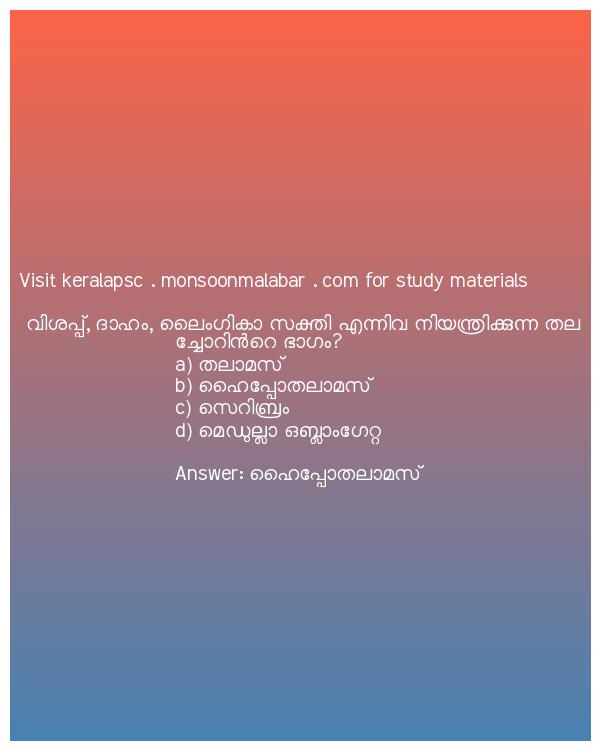 Visit keralapsc . monsoonmalabar . com for study materials
വിശപ്പ്, ദാഹം, ലൈംഗികാ സക്തി എന്നിവ നിയന്ത്രിക്കുന്ന തല
ച്ചോറിൻറെ ഭാഗം?
a) തലാമസ്
b) ഹൈപ്പോതലാമസ്
c) സെറിബ്രം
d) മെഡുല്ലാ ഒബ്ലാംഗേറ്റ
Answer: ഹൈപ്പോതലാമസ്